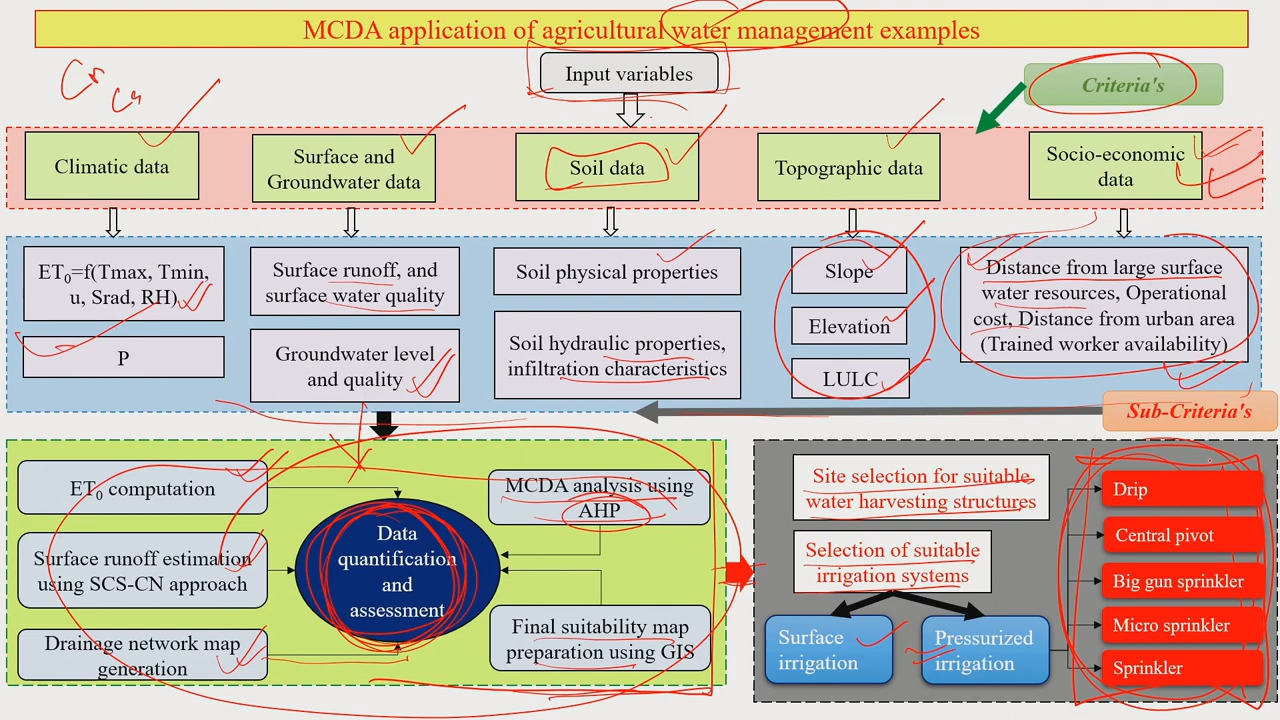 MCDA application of agricultural water management examples
Input variables
Criteria's
Climatic data
Surface and
Groundwater data
Soil data
Topographic data
Socio-economic
data
ET₀=f(Tmax, Tmin,
u, Srad, RH)
P
Surface runoff, and
surface water quality
Groundwater level
and quality
Soil physical properties
Soil hydraulic properties,
infiltration characteristics
Slope
Elevation
LULC
Distance from large surface
water resources, Operational
cost, Distance from urban area
(Trained worker availability)
Sub-Criteria's
ET₀ computation
Surface runoff estimation
using SCS-CN approach
Drainage network map
generation
Data
quantification
and
assessment
MCDA analysis using
AHP
Final suitability map
preparation using GIS
Site selection for suitable
water harvesting structures
Selection of suitable
irrigation systems
Surface
irrigation
Pressurized
irrigation
Drip
Central pivot
Big gun sprinkler
Micro sprinkler
Sprinkler